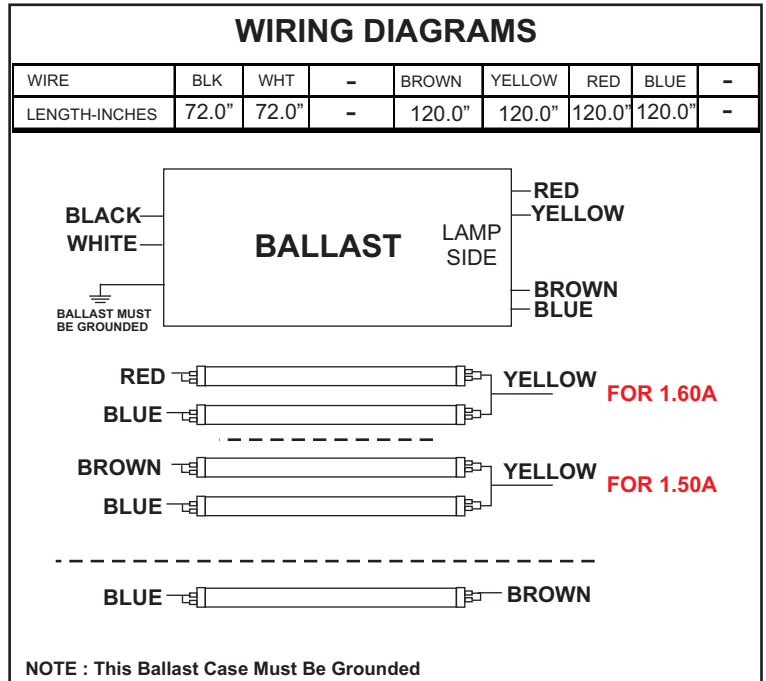 WIRING DIAGRAMS
WIRE BLK WHT - BROWN YELLOW RED BLUE -
LENGTH-INCHES 72.0” 72.0” - 120.0” 120.0” 120.0” 120.0” -
RED
BLACK YELLOW
WHITE BALLAST LAMP
SIDE
BROWN
BLUE
BALLAST MUST
BE GROUNDED
RED YELLOW FOR 1.60A
BLUE
BROWN YELLOW FOR 1.50A
BLUE
BLUE BROWN
NOTE : This Ballast Case Must Be Grounded